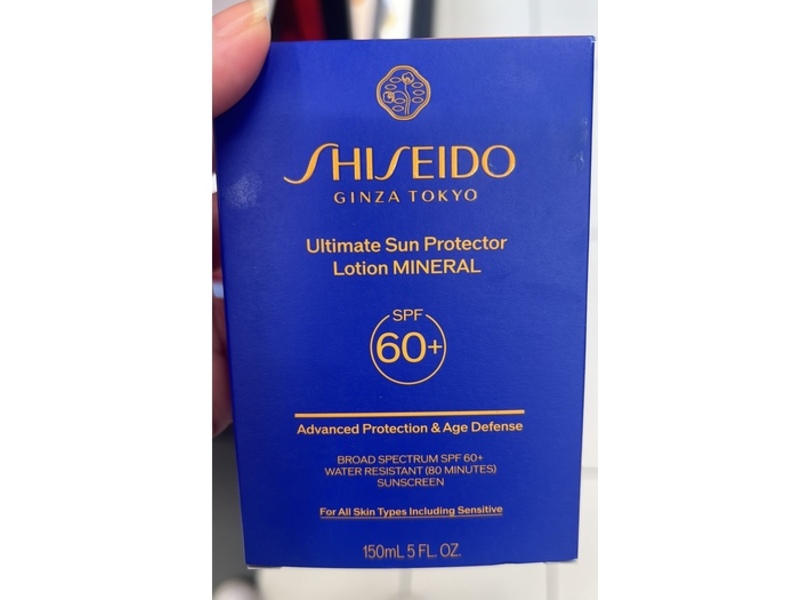 SHISEIDO
GINZA TOKYO
Ultimate Sun Protector
Lotion MINERAL
SPF
60+
Advanced Protection & Age Defense
BROAD SPECTRUM SPF 60+
WATER RESISTANT (80 MINUTES)
SUNSCREEN
For All Skin Types Including Sensitive
150mL 5 FL. OZ.